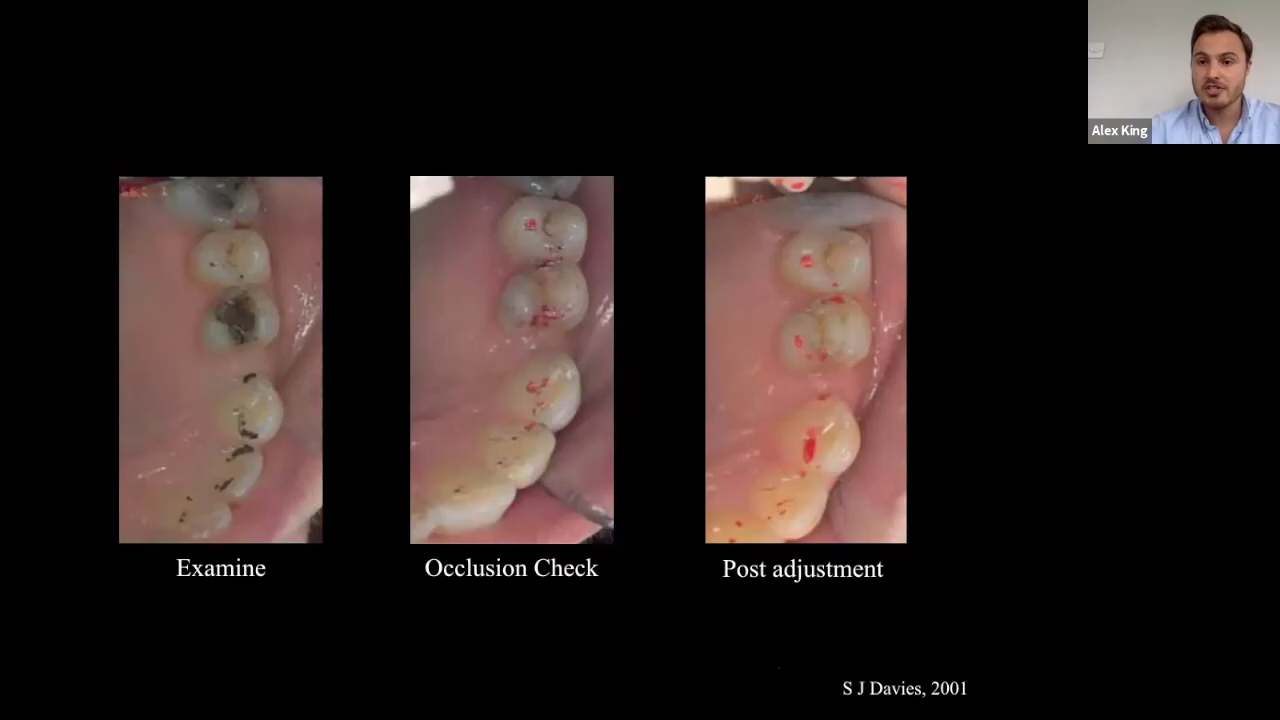 Alex King
Examine
Occlusion Check
Post adjustment
S J Davies, 2001